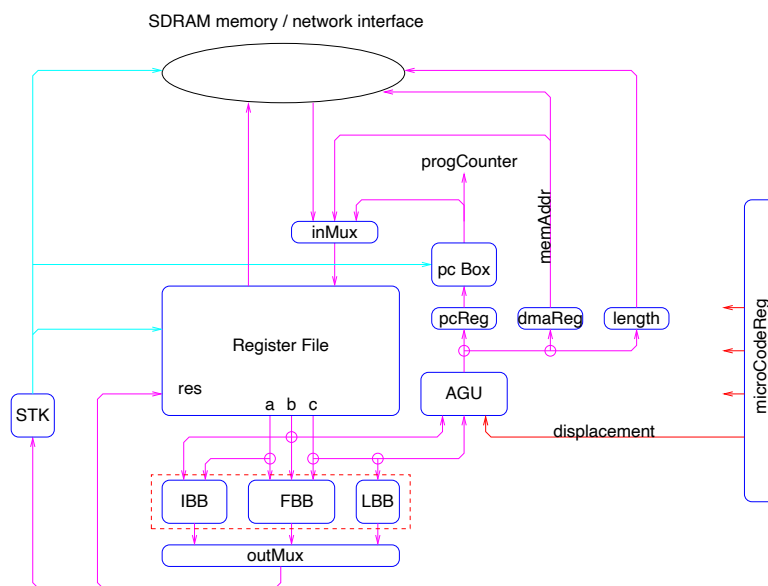 SDRAM memory / network interface
progCounter
memAddr
inMux
pc Box
pcReg
dmaReg
length
microCodeReg
Register File
res
a b c
AGU
STK
displacement
IBB
FBB
LBB
outMux